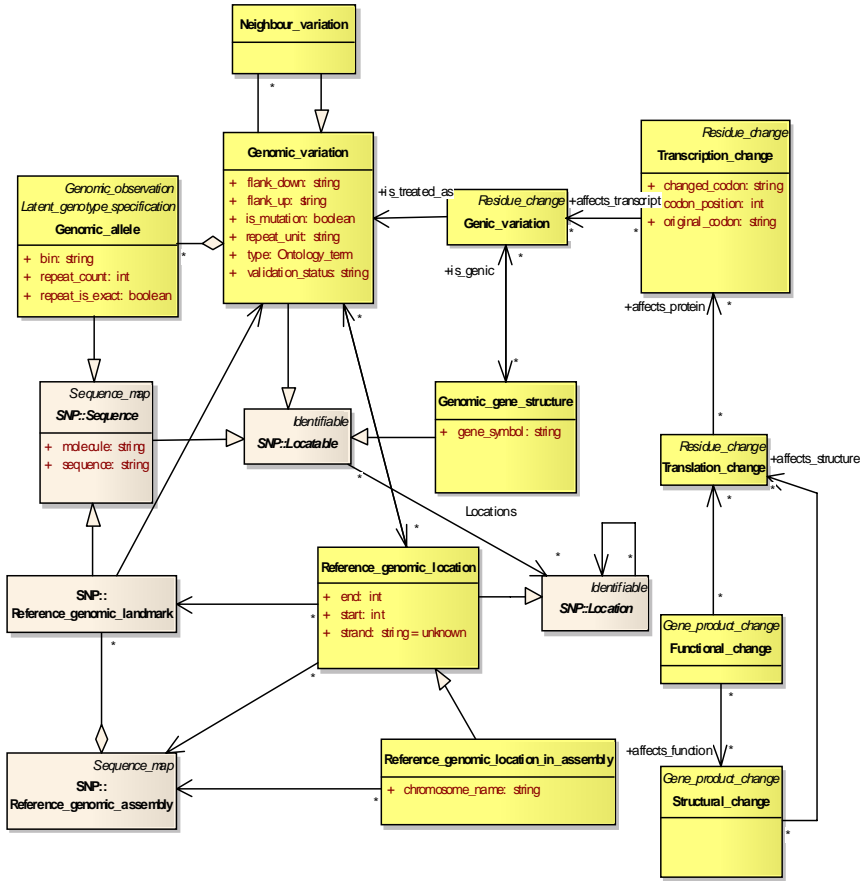 Neighbour_variation
*
Genomic_variation
+ flank_down: string
+ flank_up: string
+ is_mutation: boolean
+ repeat_unit: string
+ type: Ontology_term
+ validation_status: string
Genomic_observation
Latent_genotype_specification
Genomic_allele
+ bin: string
+ repeat_count: int
+ repeat_is_exact: boolean
*
+is_treated_as
Residue_change
Genic_variation
+affects_transcript
*
*
Residue_change
Transcription_change
+ changed_codon: string
codon_position: int
+ original_codon: string
+is_genic
*
*
*
+affects_protein
*
Sequence_map
SNP::Sequence
+ molecule: string
+ sequence: string
Identifiable
SNP::Locatable
*
Genomic_gene_structure
+ gene_symbol: string
*
Residue_change
Translation_change
+affects_structure
*
*
Locations
*
*
*
Reference_genomic_location
+ end: int
+ start: int
+ strand: string = unknown
*
*
Identifiable
SNP::Location
SNP::
Reference_genomic_landmark
*
*
Gene_product_change
Functional_change
*
Sequence_map
SNP::
Reference_genomic_assembly
Reference_genomic_location_in_assembly
+ chromosome_name: string
*
+affects_function
*
Gene_product_change
Structural_change
*